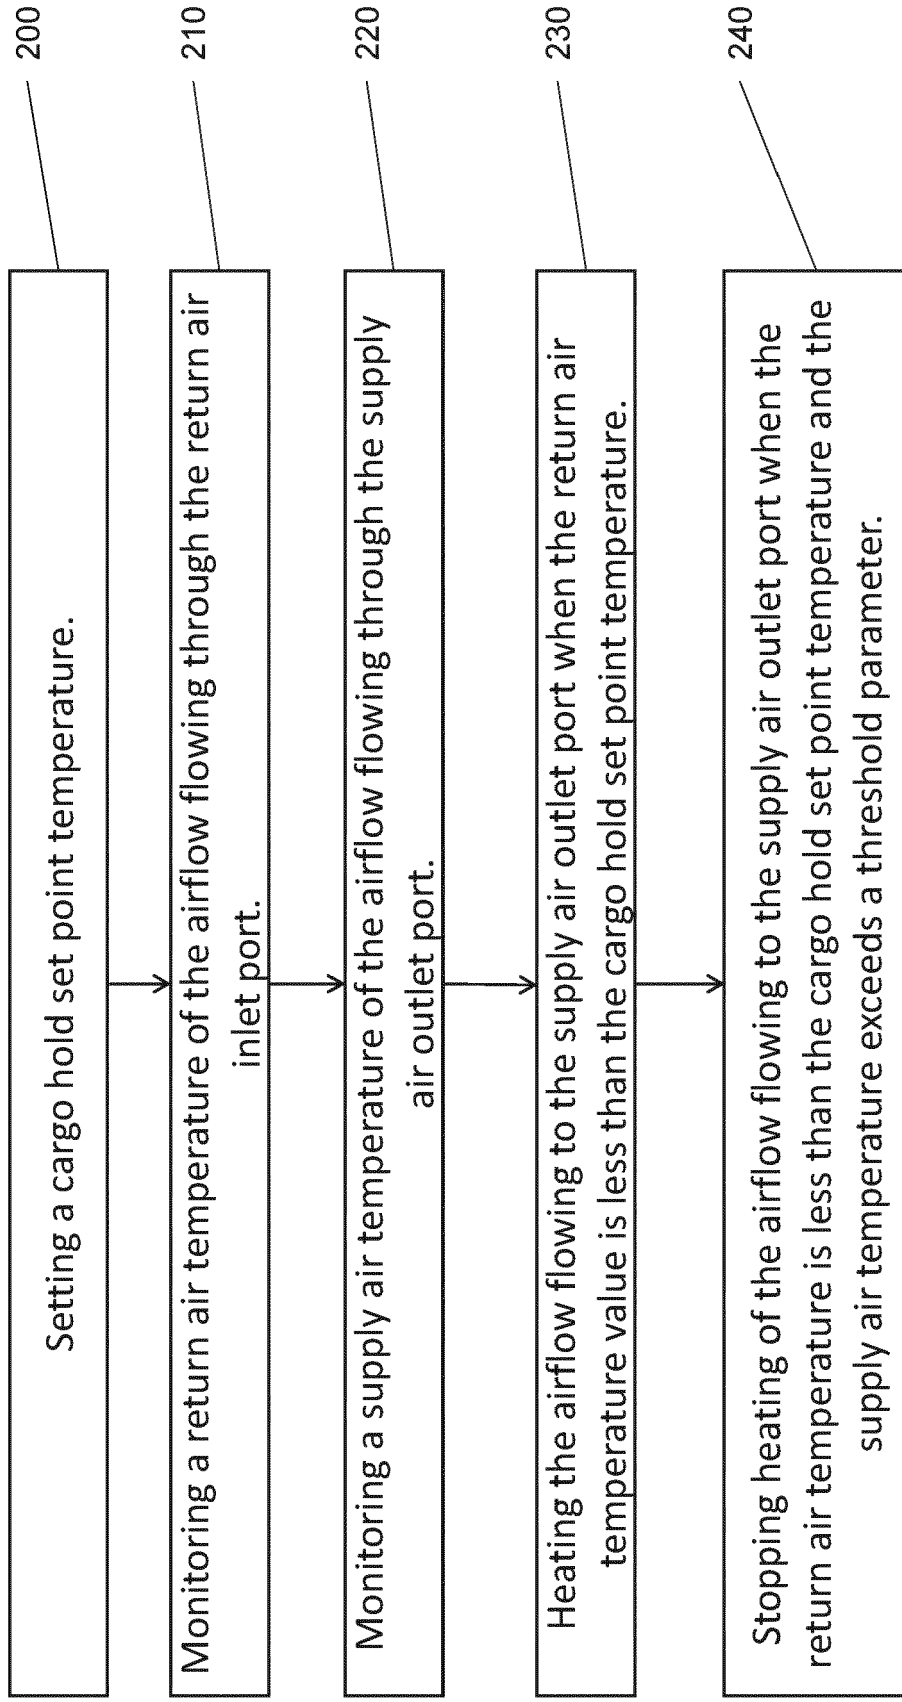 Setting a cargo hold set point temperature.
200
Monitoring a return air temperature of the airflow flowing through the return air
inlet port.
210
Monitoring a supply air temperature of the airflow flowing through the supply
air outlet port.
220
Heating the airflow flowing to the supply air outlet port when the return air
temperature value is less than the cargo hold set point temperature.
230
Stopping heating of the airflow flowing to the supply air outlet port when the
return air temperature is less than the cargo hold set point temperature and the
supply air temperature exceeds a threshold parameter.
240